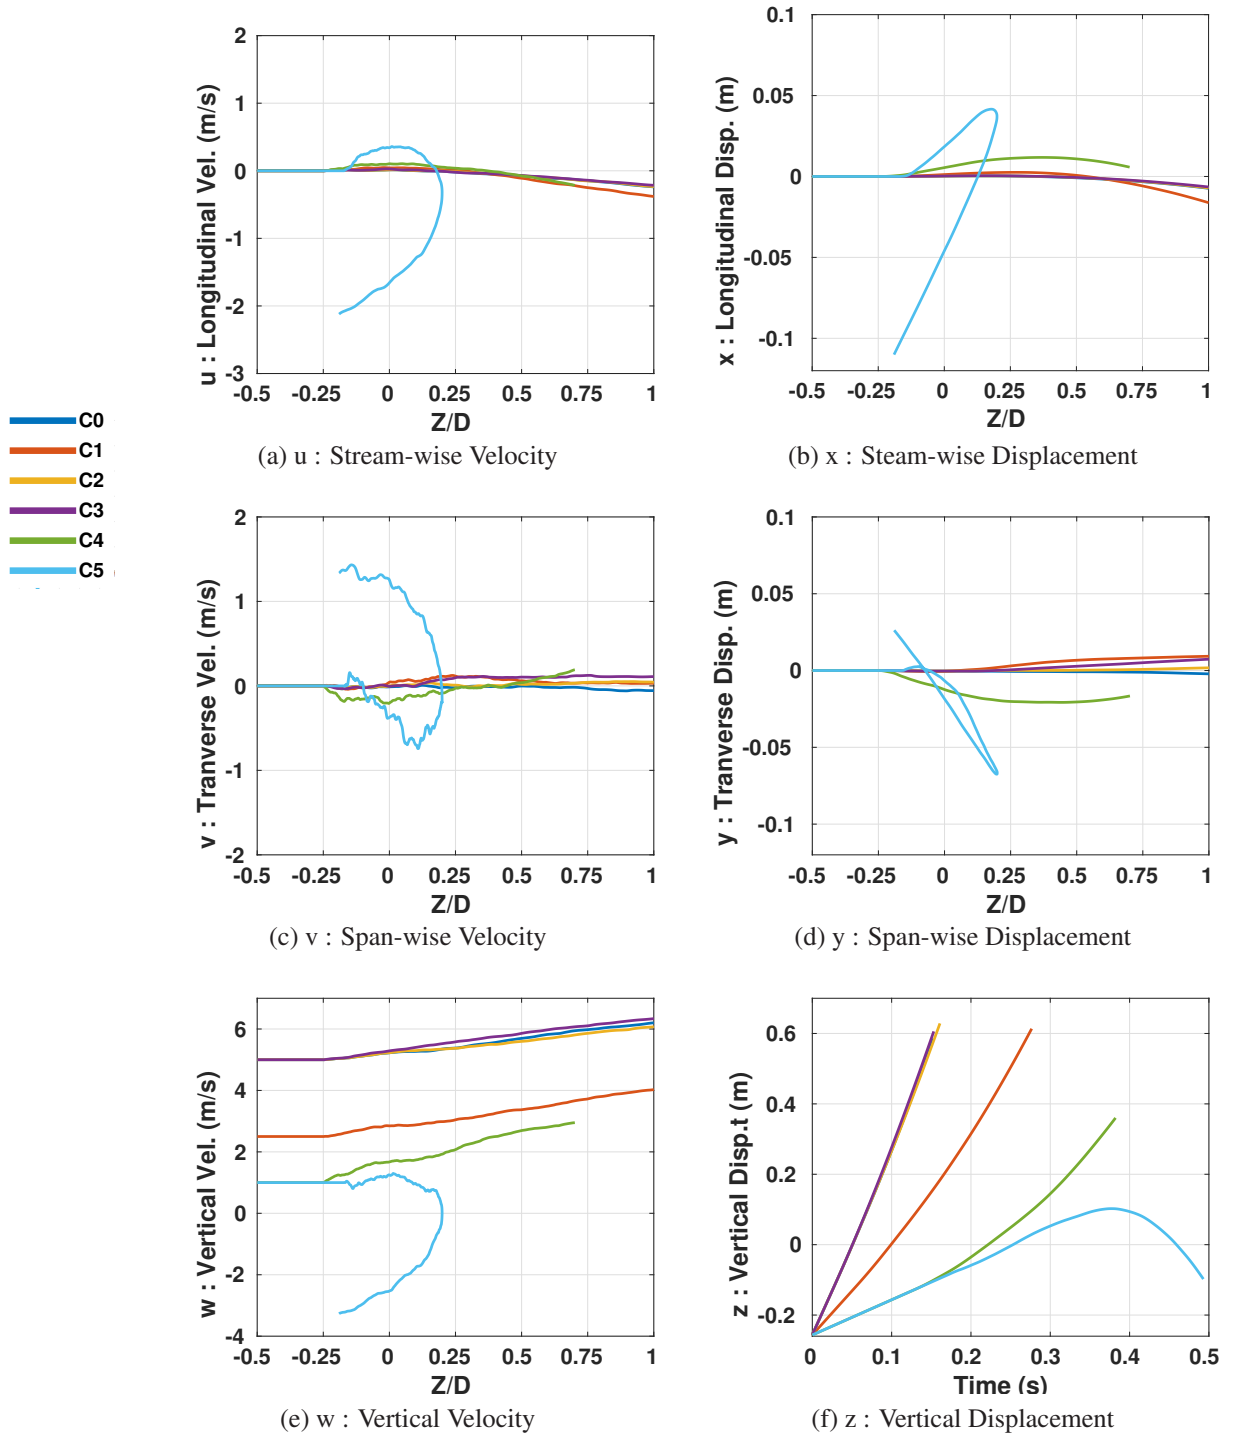 2
1
0
-1
-2
-3
u : Longitudinal Vel. (m/s)
-0.5 -0.25 0 0.25 0.5 0.75 1
Z/D
(a) u : Stream-wise Velocity
0.1
0.05
0
-0.05
-0.1
x : Longitudinal Disp. (m)
-0.5 -0.25 0 0.25 0.5 0.75 1
Z/D
(b) x : Steam-wise Displacement
C0
C1
C2
C3
C4
C5
2
1
0
-1
-2
v : Tranverse Vel. (m/s)
-0.5 -0.25 0 0.25 0.5 0.75 1
Z/D
(c) v : Span-wise Velocity
0.1
0.05
0
-0.05
-0.1
y : Tranverse Disp. (m)
-0.5 -0.25 0 0.25 0.5 0.75 1
Z/D
(d) y : Span-wise Displacement
6
4
2
0
-2
-4
w : Vertical Vel. (m/s)
-0.5 -0.25 0 0.25 0.5 0.75 1
Z/D
(e) w : Vertical Velocity
0.6
0.4
0.2
0
-0.2
z : Vertical Disp.t (m)
0 0.1 0.2 0.3 0.4 0.5
Time (s)
(f) z : Vertical Displacement